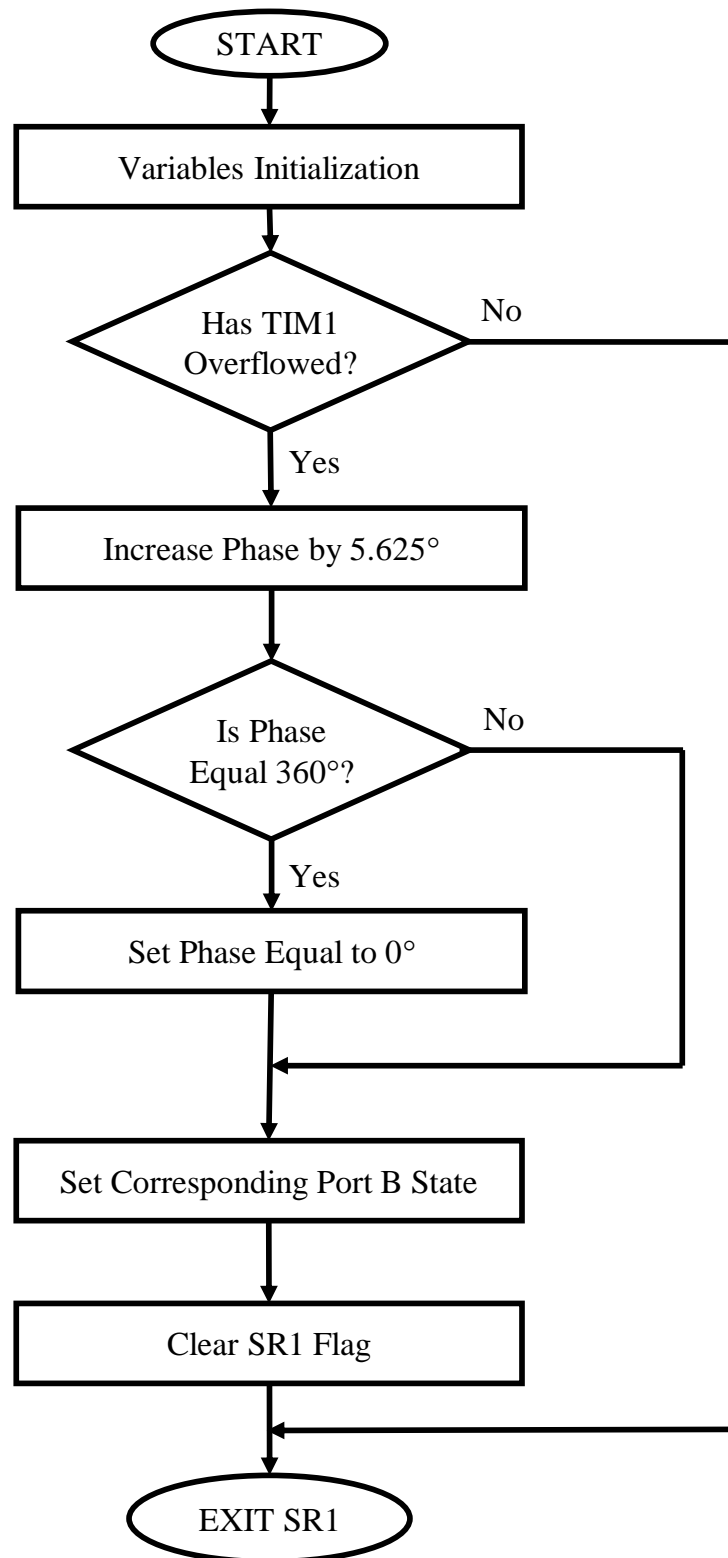 START
Variables Initialization
Has TIM1
Overflowed?
No
Yes
Increase Phase by 5.625°
Is Phase
Equal 360°?
No
Yes
Set Phase Equal to 0°
Set Corresponding Port B State
Clear SR1 Flag
EXIT SR1